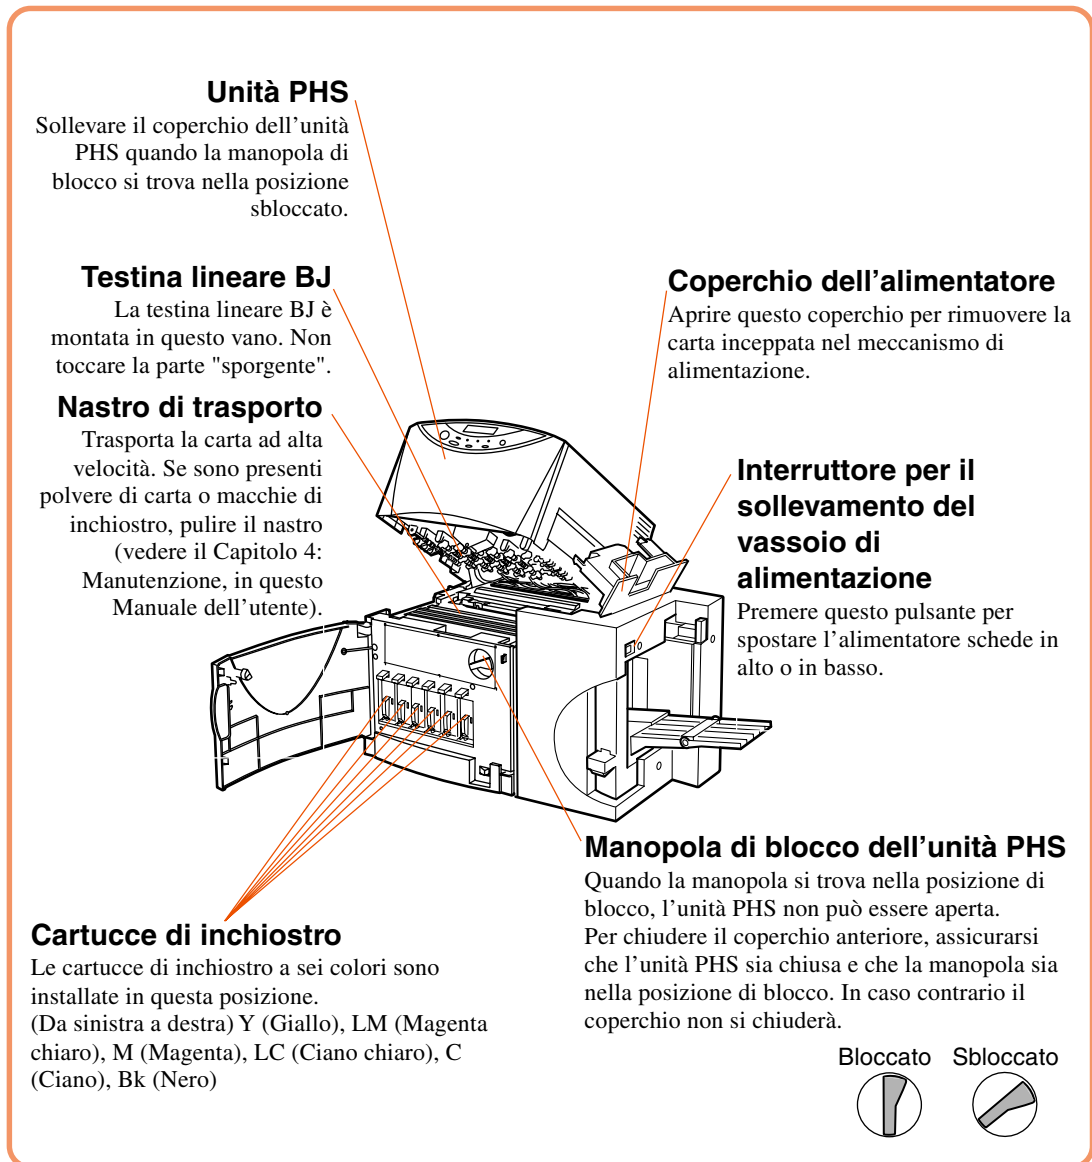 Unità PHS
Sollevare il coperchio dell'unità
PHS quando la manopola di
blocco si trova nella posizione
sbloccato.
Testina lineare BJ
La testina lineare BJ è
montata in questo vano. Non
toccare la parte "sporgente".
Nastro di trasporto
Trasporta la carta ad alta
velocità. Se sono presenti
polvere di carta o macchie di
inchiostro, pulire il nastro
(vedere il Capitolo 4:
Manutenzione, in questo
Manuale dell'utente).
Coperchio dell'alimentatore
Aprire questo coperchio per rimuovere la
carta inceppata nel meccanismo di
alimentazione.
Interruttore per il
sollevamento del
vassoio di
alimentazione
Premere questo pulsante per
spostare l'alimentatore schede in
alto o in basso.
Manopola di blocco dell'unità PHS
Quando la manopola si trova nella posizione di
blocco, l'unità PHS non può essere aperta.
Per chiudere il coperchio anteriore, assicurarsi
che l'unità PHS sia chiusa e che la manopola sia
nella posizione di blocco. In caso contrario il
coperchio non si chiuderà.
Bloccato Sbloccato
Cartucce di inchiostro
Le cartucce di inchiostro a sei colori sono
installate in questa posizione.
(Da sinistra a destra) Y (Giallo), LM (Magenta
chiaro), M (Magenta), LC (Ciano chiaro), C
(Ciano), Bk (Nero)